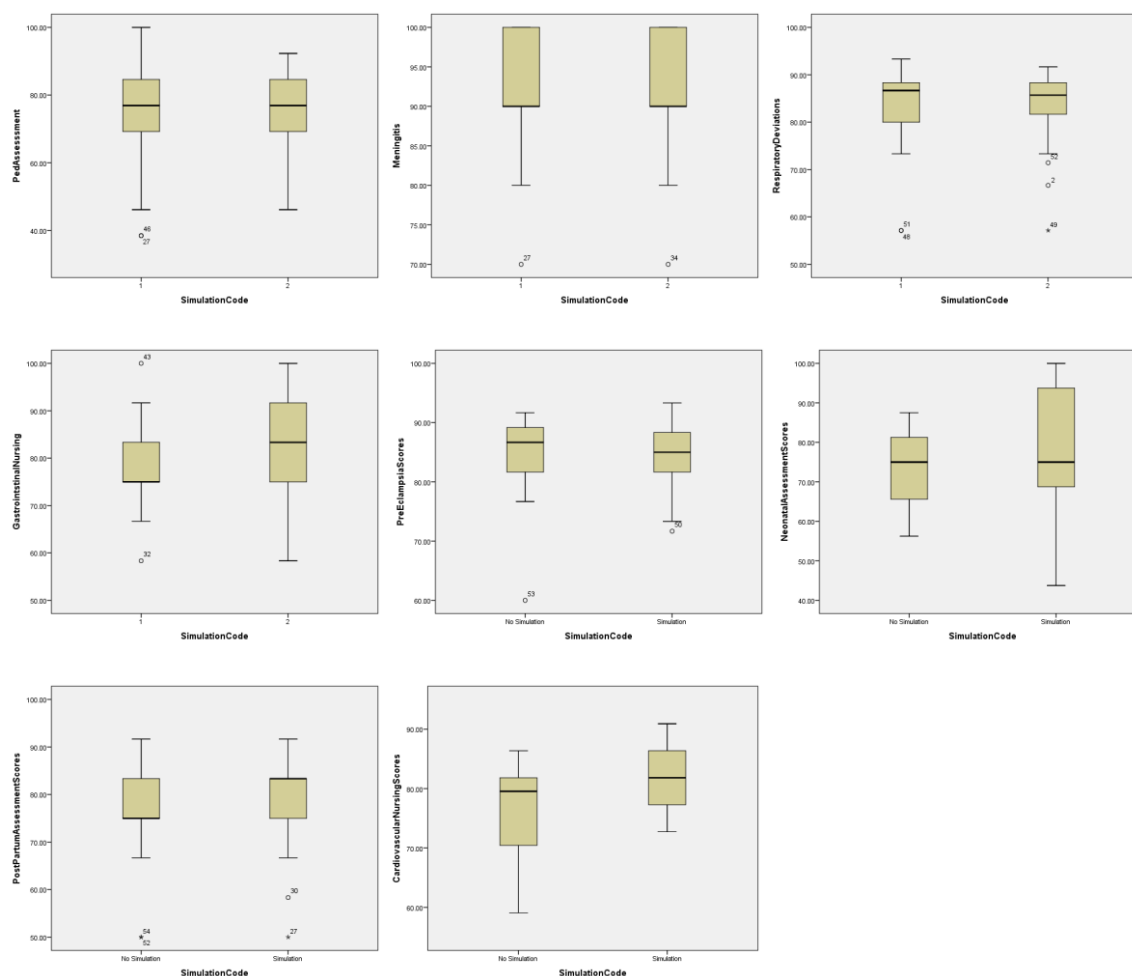 PedAssesssment
100.00
80.00
60.00
40.00
46
27
1
2
SimulationCode
Meningitis
100.00
95.00
90.00
85.00
80.00
75.00
70.00
27
34
1
2
SimulationCode
RespiratoryDeviations
100.00
90.00
80.00
70.00
60.00
50.00
51
48
52
2
49
1
2
SimulationCode
GastrointstinalNursing
100.00
90.00
80.00
70.00
60.00
50.00
43
32
1
2
SimulationCode
PreEclampsiaScores
100.00
90.00
80.00
70.00
60.00
53
50
No Simulation
Simulation
SimulationCode
NeonatalAssessmentScores
100.00
90.00
80.00
70.00
60.00
50.00
40.00
No Simulation
Simulation
SimulationCode
PostPartumAssessmentScores
100.00
90.00
80.00
70.00
60.00
50.00
54
52
30
27
No Simulation
Simulation
SimulationCode
CardiovascularNursingScores
90.00
80.00
70.00
60.00
No Simulation
Simulation
SimulationCode